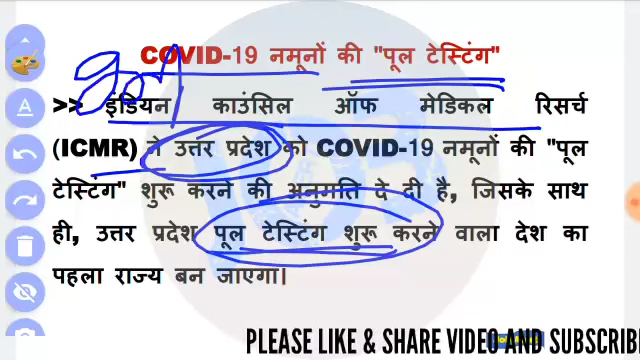 COVID-19 नमूनों की "पूल टेस्टिंग"
>> इंडियन काउंसिल ऑफ मेडिकल रिसर्च
(ICMR) ने उत्तर प्रदेश को COVID-19 नमूनों की "पूल
टेस्टिंग" शुरू करने की अनुमति दे दी है, जिसके साथ
ही, उत्तर प्रदेश पूल टेस्टिंग शुरू करने वाला देश का
पहला राज्य बन जाएगा।
PLEASE LIKE & SHARE VIDEO AND SUBSCRIBE